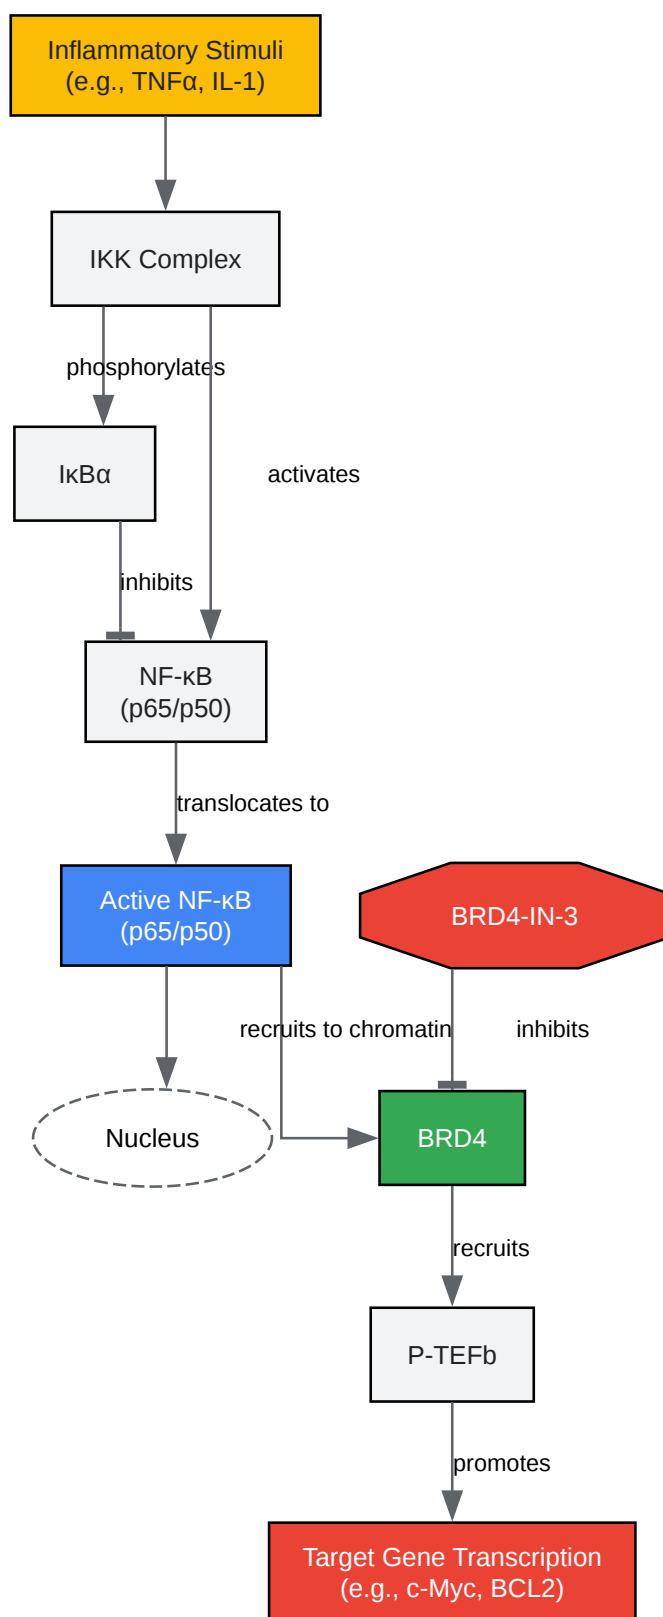 Inflammatory Stimuli
(e.g., TNFα, IL-1)
IKK Complex
phosphorylates
IκBα
activates
inhibits
NF-κB
(p65/p50)
translocates to
Active NF-κB
(p65/p50)
BRD4-IN-3
recruits to chromatin
inhibits
Nucleus
BRD4
recruits
P-TEFb
promotes
Target Gene Transcription
(e.g., c-Myc, BCL2)